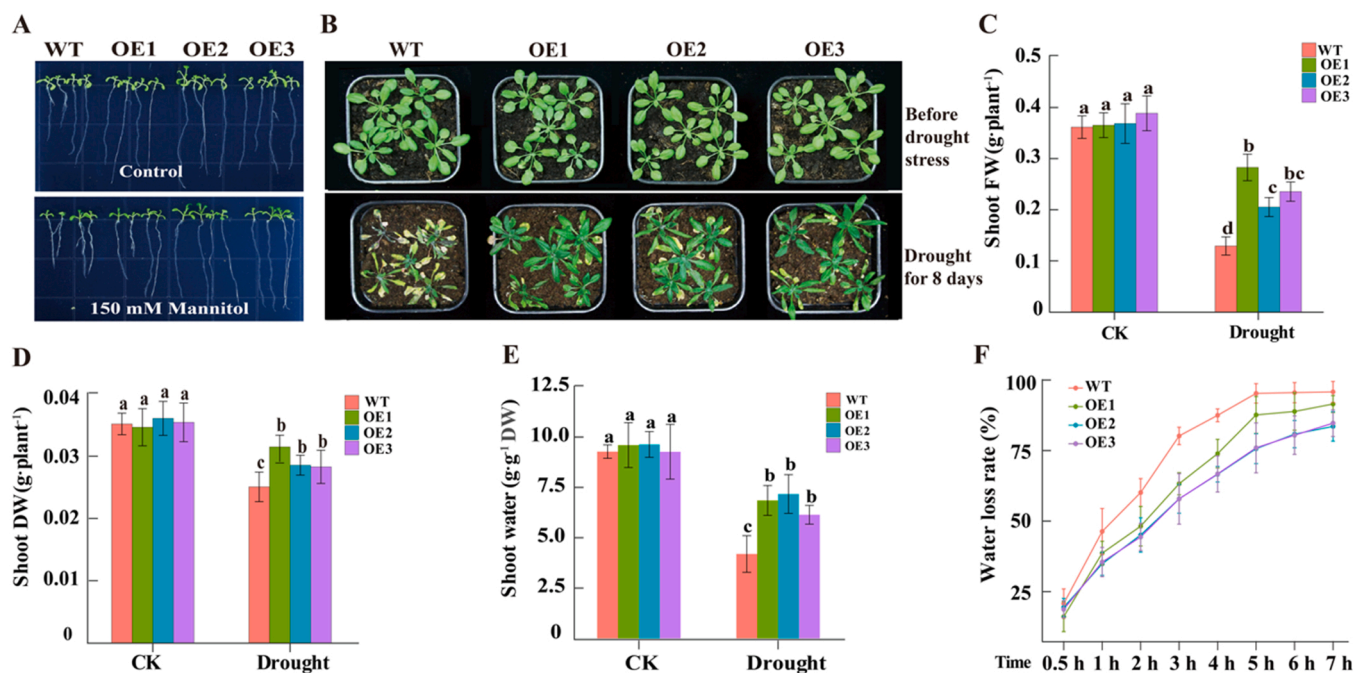 A
WT OE1 OE2 OE3
Control
150 mM Mannitol
B
WT OE1 OE2 OE3
Before
drought
stress
Drought
for 8 days
C
Shoot FW(g·plant⁻¹)
0.5
0.4
0.3
0.2
0.1
0
a a a a
d b c bc
CK Drought
WT
OE1
OE2
OE3
D
Shoot DW(g·plant⁻¹)
0.04
0.03
0.02
0.01
0
a a a a
c b b b
CK Drought
WT
OE1
OE2
OE3
E
Shoot water (g·g⁻¹ DW)
12.5
10.0
7.5
5.0
2.5
0
a a a a
c b b b
CK Drought
WT
OE1
OE2
OE3
F
Water loss rate (%)
100
75
50
25
WT
OE1
OE2
OE3
Time 0.5 h 1 h 2 h 3 h 4 h 5 h 6 h 7 h